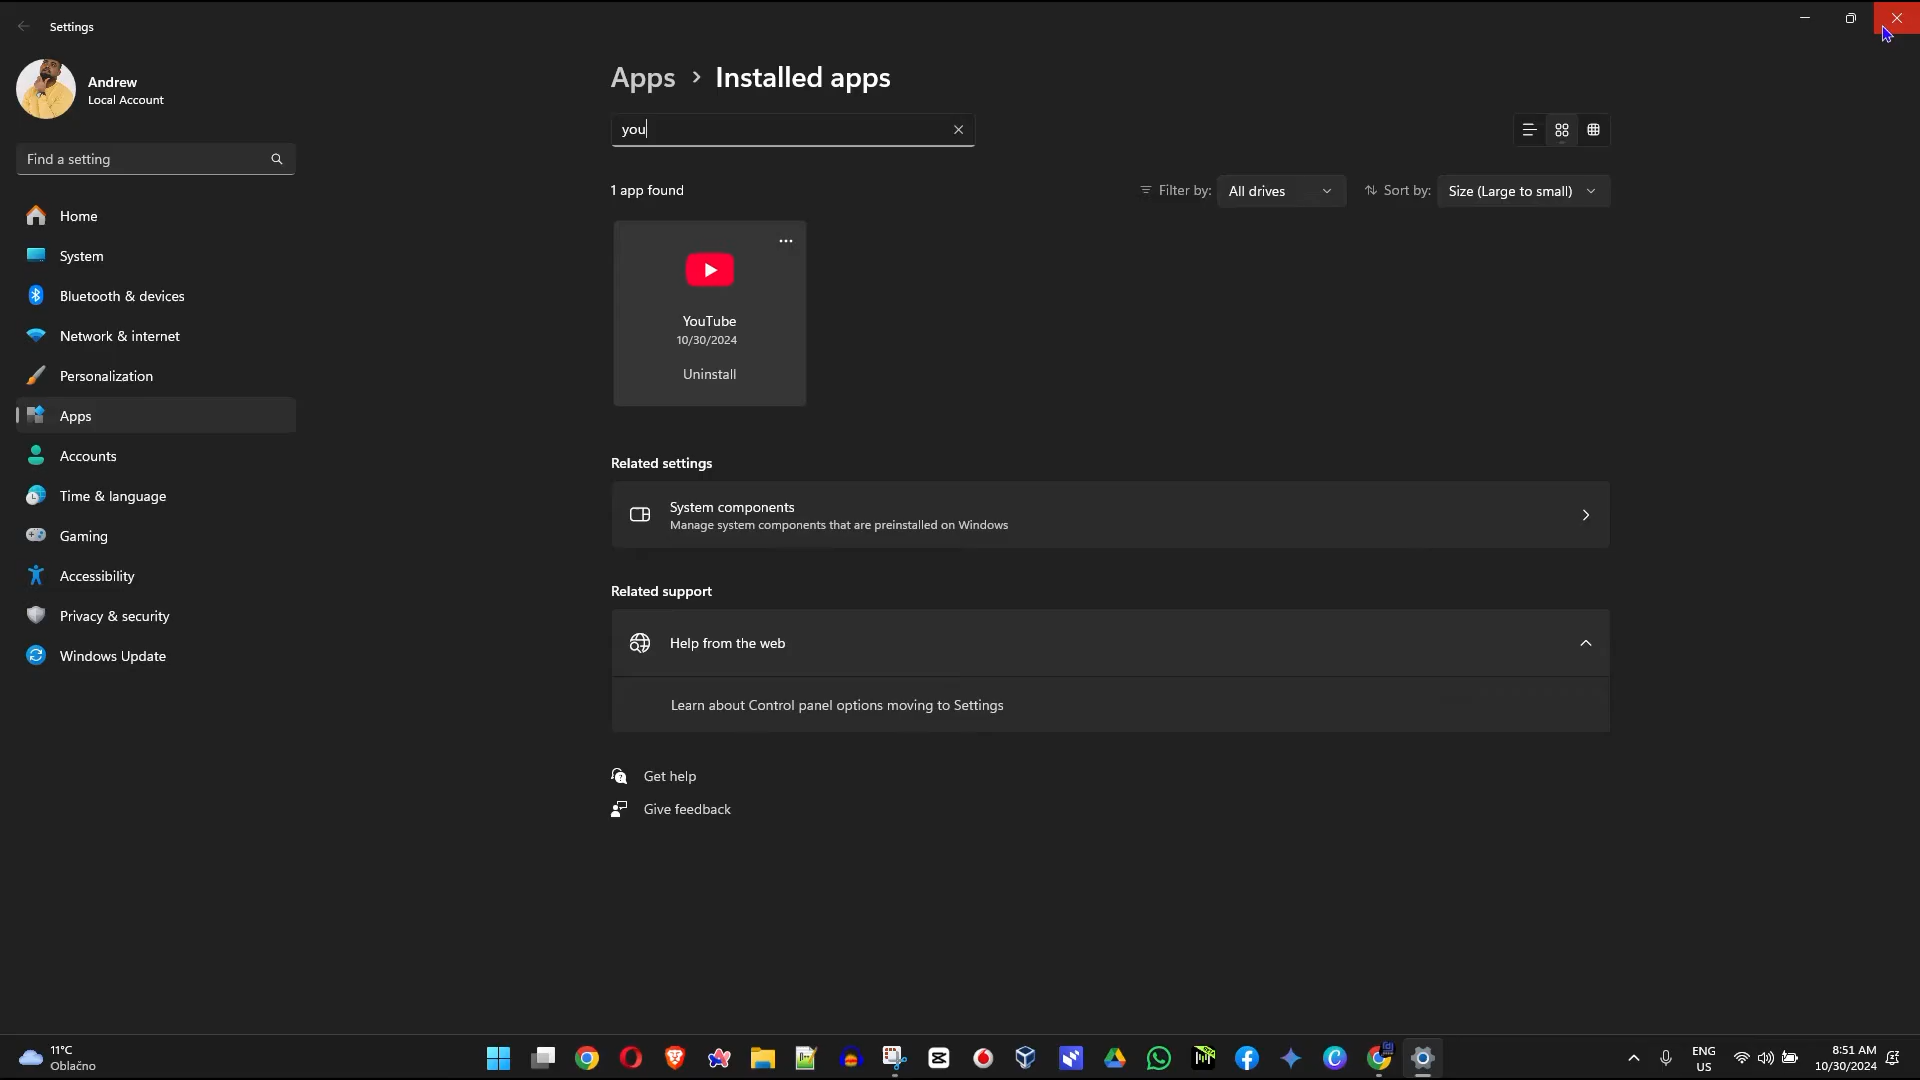 Settings
Andrew
Local Account
Find a setting
Home
System
Bluetooth & devices
Network & internet
Personalization
Apps
Accounts
Time & language
Gaming
Accessibility
Privacy & security
Windows Update
Apps > Installed apps
you
1 app found
Filter by: All drives
Sort by: Size (Large to small)
YouTube
10/30/2024
Uninstall
Related settings
System components
Manage system components that are preinstalled on Windows
Related support
Help from the web
Learn about Control panel options moving to Settings
Get help
Give feedback
11°C
Oblačno
ENG
US
8:51 AM
10/30/2024